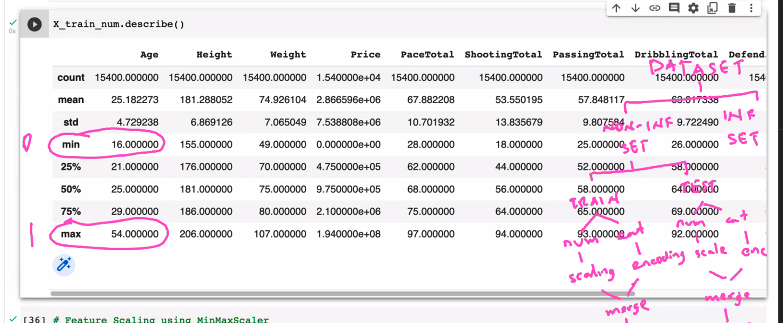 X_train_num.describe()
Age Height Weight Price PaceTotal ShootingTotal PassingTotal DribblingTotal Defend
count 15400.000000 15400.000000 15400.000000 1.540000e+04 15400.000000 15400.000000 15400.000000 15400.000000 154
mean 25.182273 181.288052 74.926104 2.866596e+06 67.882208 53.550195 57.848117 60.017338
std 4.729238 6.869126 7.065049 7.538808e+06 10.701932 13.835679 9.807584 9.722490
min 16.000000 155.000000 49.000000 0.000000e+00 28.000000 18.000000 25.000000 26.000000
25% 21.000000 176.000000 70.000000 4.750000e+05 62.000000 44.000000 52.000000 58.000000
50% 25.000000 181.000000 75.000000 9.750000e+05 68.000000 56.000000 58.000000 64.000000
75% 29.000000 186.000000 80.000000 2.100000e+06 75.000000 64.000000 65.000000 69.000000
max 54.000000 206.000000 107.000000 1.940000e+08 97.000000 94.000000 93.000000 92.000000
0
1
DATASET
NON-INF SET
INF SET
TRAIN
TEST
num cat
num cat
scaling encoding
scale enc
merge
merge
[36] # Feature Scaling using MinMaxScaler